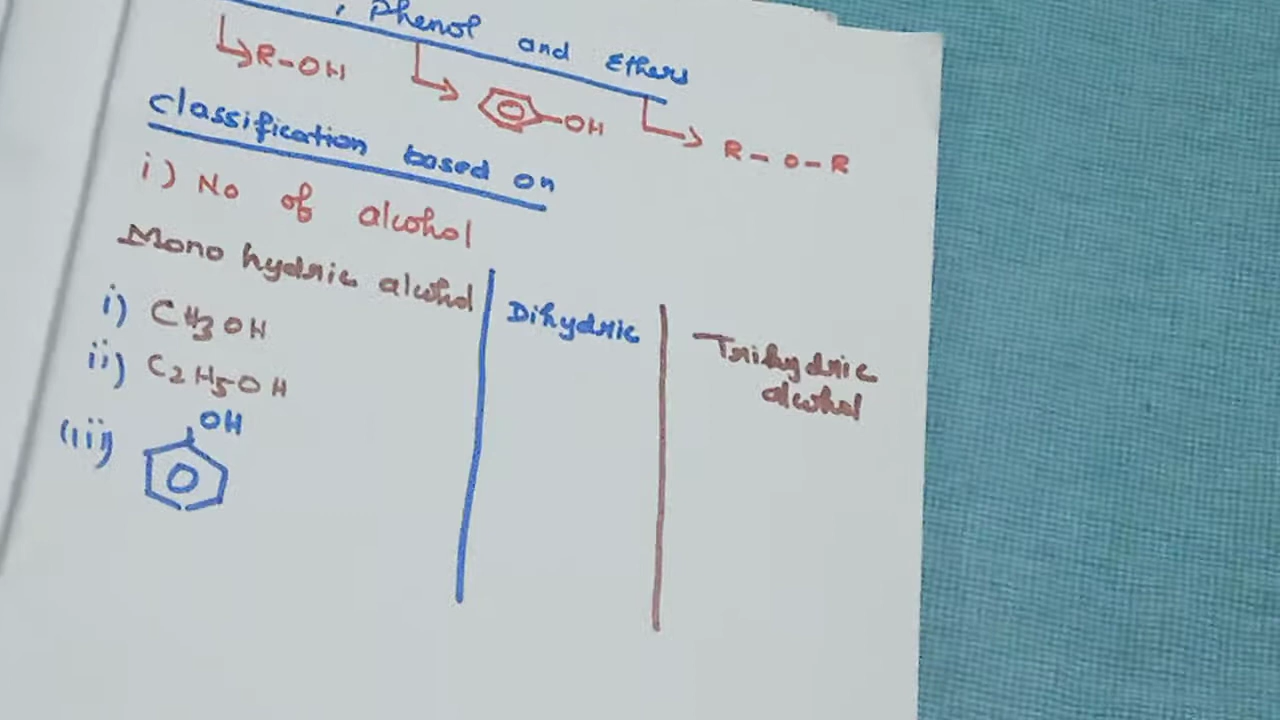 , Phenol and Ethers
R-OH
OH
R-O-R
Classification based on
i) No of alcohol
Mono hydric alcohol
Dihydric
Trihydric
alcohol
i) CH3OH
ii) C2H5OH
(iii)
OH